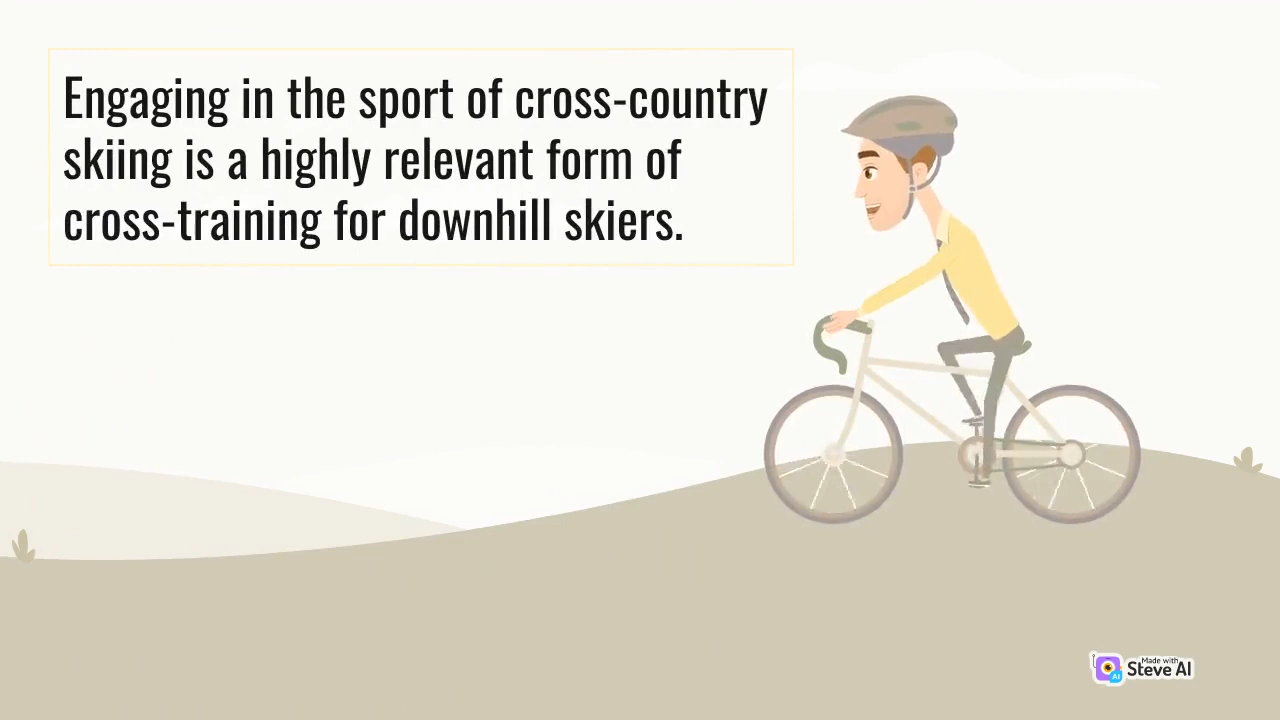 Engaging in the sport of cross-country
skiing is a highly relevant form of
cross-training for downhill skiers.
Made with
Steve AI
AI